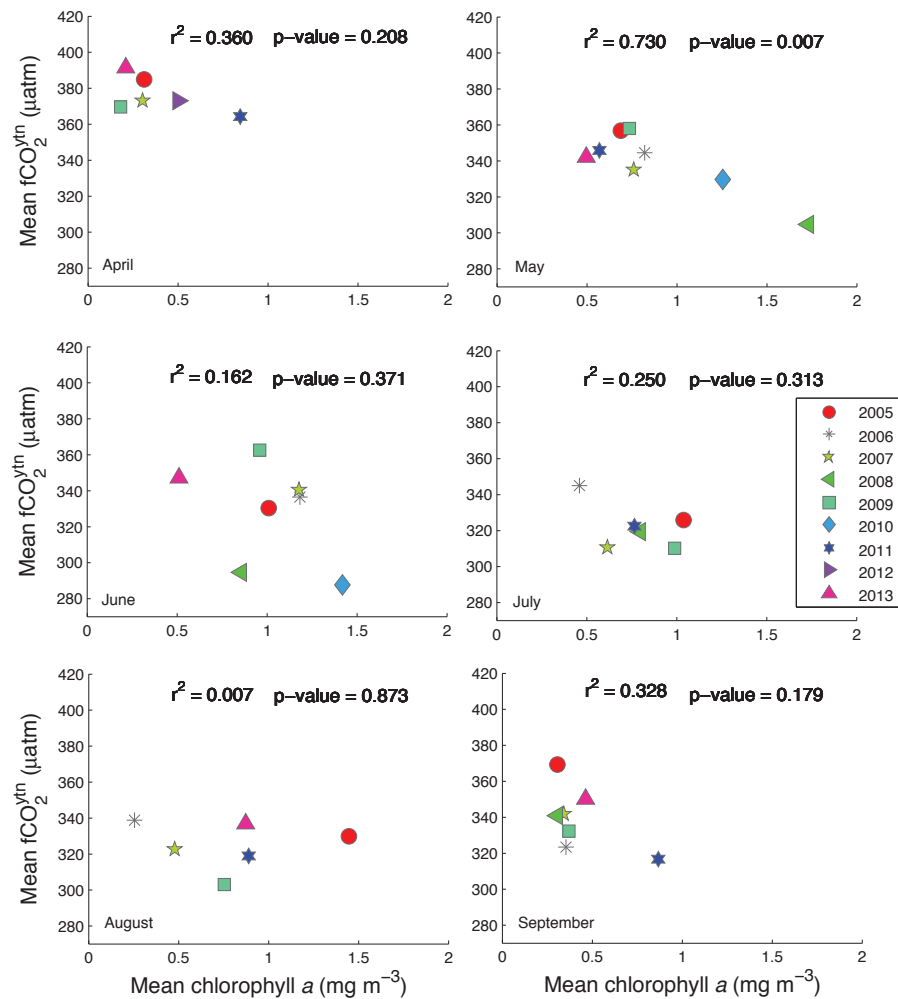 r² = 0.360 p−value = 0.208
420
400
380
360
340
320
300
280
Mean fCO₂^ytn (µatm)
April
0 0.5 1 1.5 2
r² = 0.730 p−value = 0.007
420
400
380
360
340
320
300
280
May
0 0.5 1 1.5 2
r² = 0.162 p−value = 0.371
420
400
380
360
340
320
300
280
Mean fCO₂^ytn (µatm)
June
0 0.5 1 1.5 2
r² = 0.250 p−value = 0.313
420
400
380
360
340
320
300
280
July
0 0.5 1 1.5 2
2005
2006
2007
2008
2009
2010
2011
2012
2013
r² = 0.007 p−value = 0.873
420
400
380
360
340
320
300
280
Mean fCO₂^ytn (µatm)
August
0 0.5 1 1.5 2
Mean chlorophyll a (mg m⁻³)
r² = 0.328 p−value = 0.179
420
400
380
360
340
320
300
280
September
0 0.5 1 1.5 2
Mean chlorophyll a (mg m⁻³)